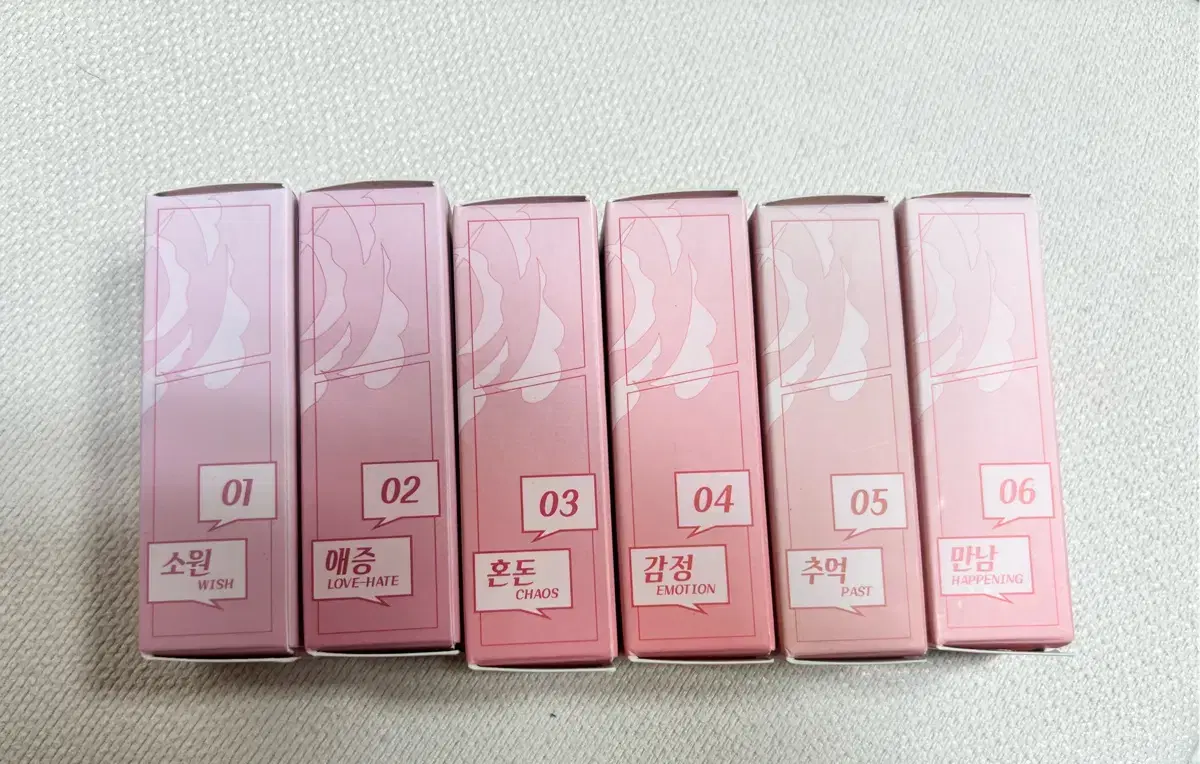 01
소원
WISH
02
애증
LOVE-HATE
03
혼돈
CHAOS
04
감정
EMOTION
05
추억
PAST
06
만남
HAPPENING